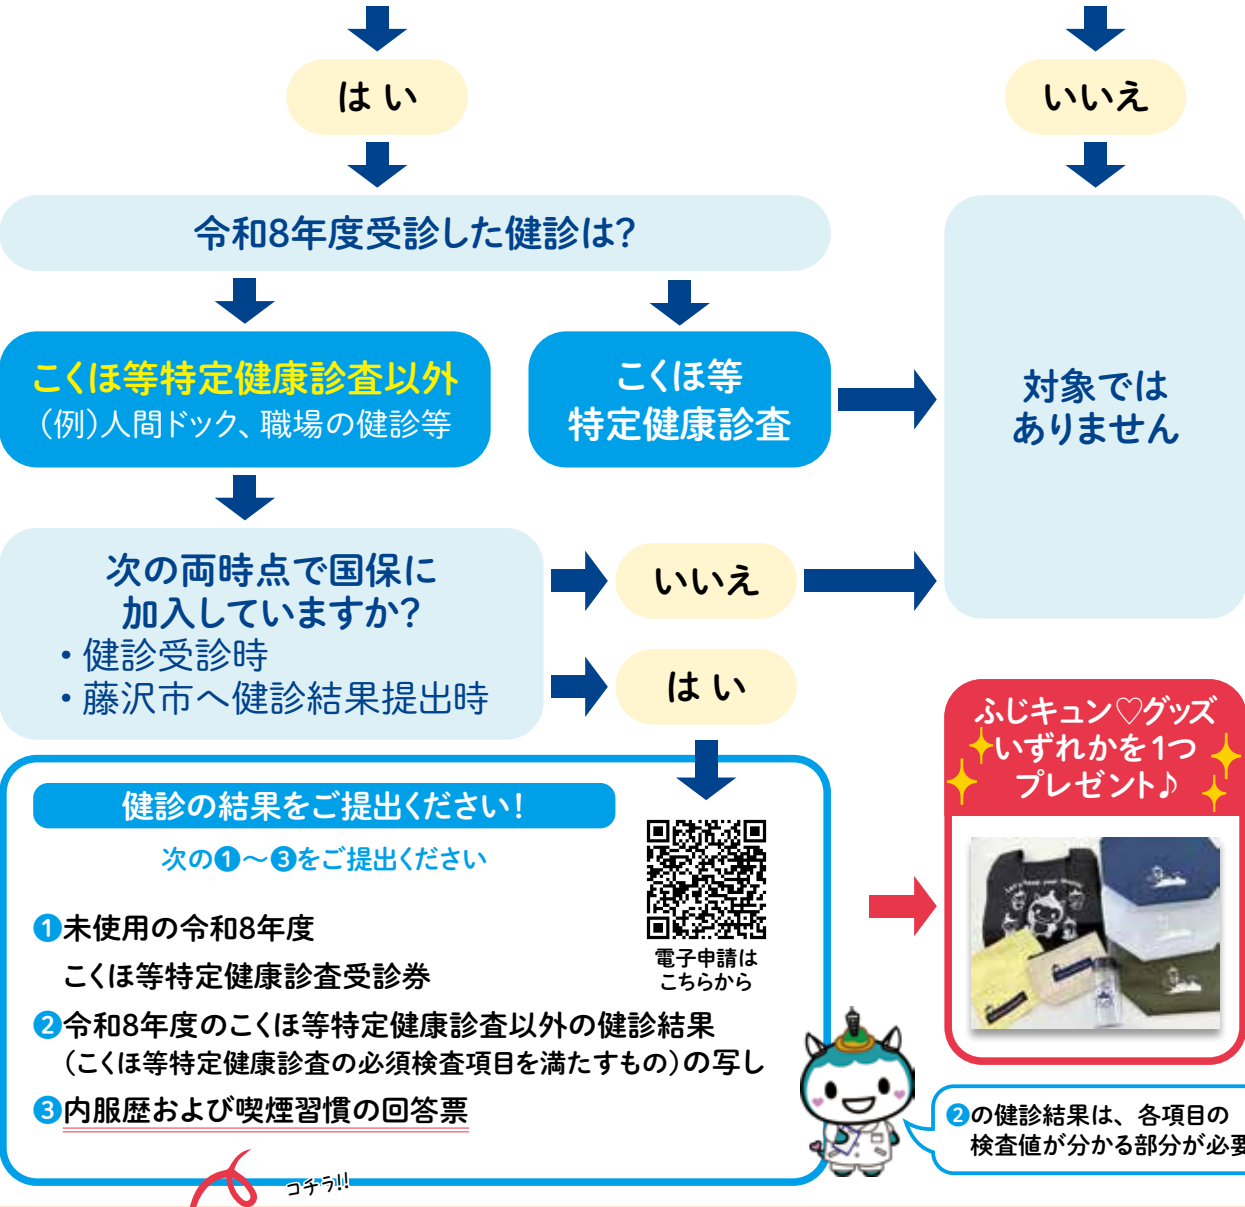 はい
いいえ
令和8年度受診した健診は?
こくほ等特定健康診査以外
(例)人間ドック、職場の健診等
こくほ等
特定健康診査
対象では
ありません
次の両時点で国保に
加入していますか?
・健診受診時
・藤沢市へ健診結果提出時
いいえ
はい
ふじキュン♡グッズ
いずれかを1つ
プレゼント♪
健診の結果をご提出ください!
次の❶〜❸をご提出ください
❶未使用の令和8年度
こくほ等特定健康診査受診券
❷令和8年度のこくほ等特定健康診査以外の健診結果
(こくほ等特定健康診査の必須検査項目を満たすもの)の写し
❸内服歴および喫煙習慣の回答票
電子申請は
こちらから
❷の健診結果は、各項目の
検査値が分かる部分が必要
コチラ!!